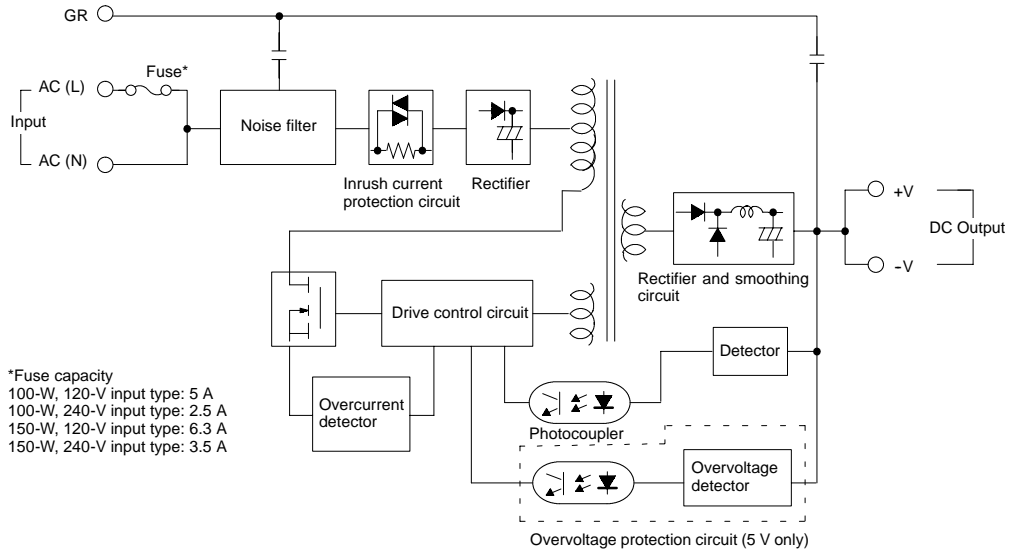 GR
Fuse*
AC (L)
Input
AC (N)
Noise filter
Inrush current
protection circuit
Rectifier
+V
DC Output
−V
Rectifier and smoothing
circuit
Drive control circuit
Detector
*Fuse capacity
100-W, 120-V input type: 5 A
100-W, 240-V input type: 2.5 A
150-W, 120-V input type: 6.3 A
150-W, 240-V input type: 3.5 A
Overcurrent
detector
Photocoupler
Overvoltage
detector
Overvoltage protection circuit (5 V only)